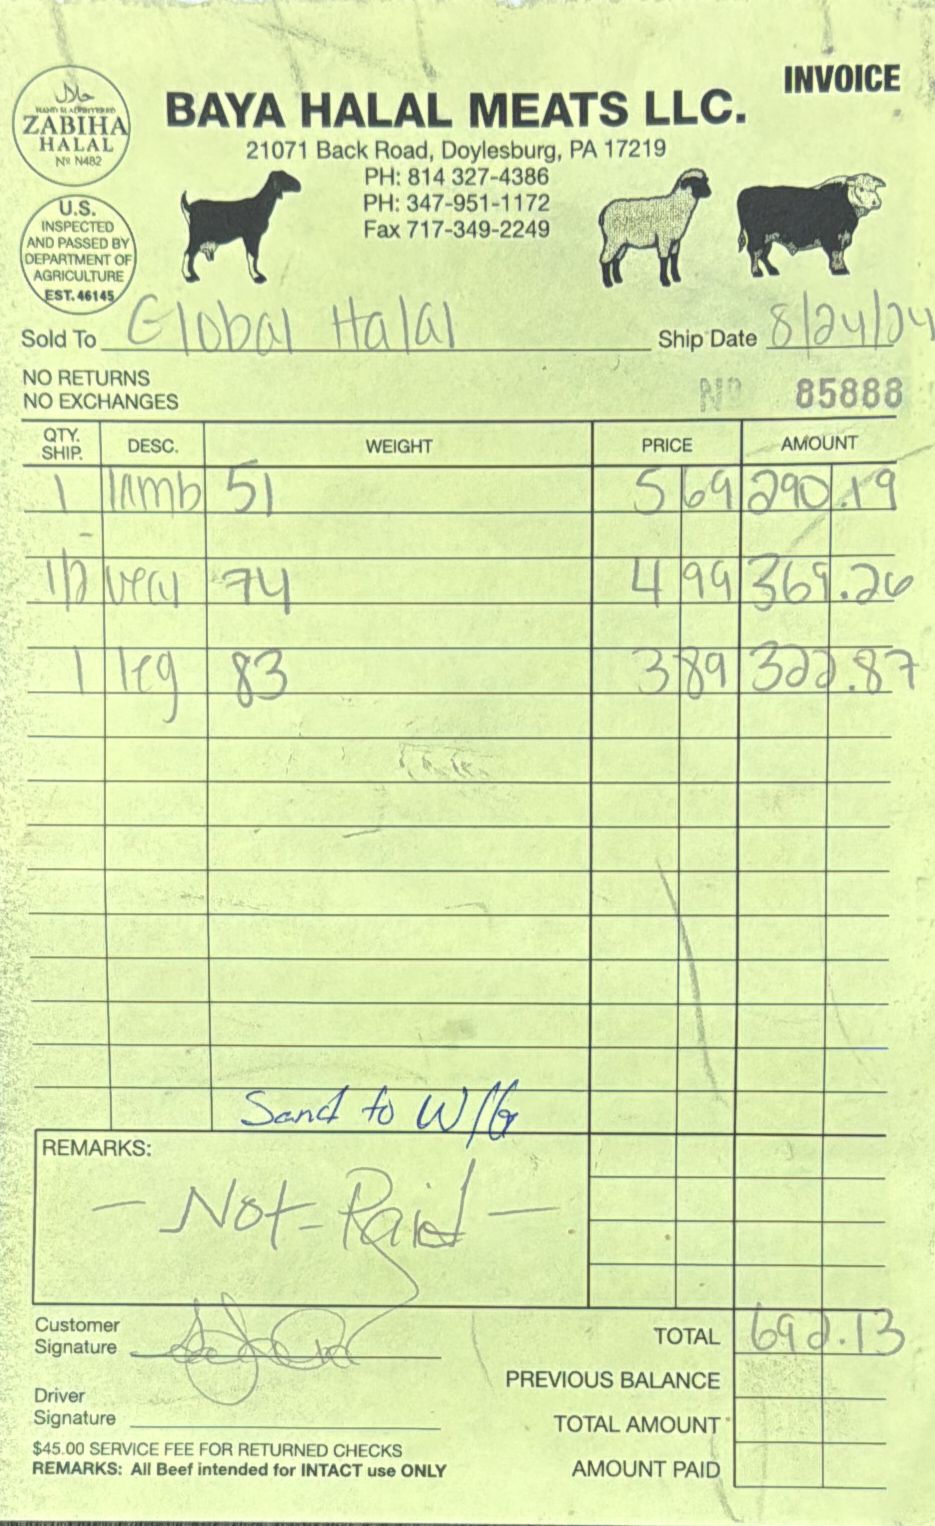 INVOICE
حلال
HAND SLAUGHTERED
ZABIHA
HALAL
Nº N482
BAYA HALAL MEATS LLC.
21071 Back Road, Doylesburg, PA 17219
PH: 814 327-4386
PH: 347-951-1172
Fax 717-349-2249
U.S.
INSPECTED
AND PASSED BY
DEPARTMENT OF
AGRICULTURE
EST. 46145
Sold To Global Halal Ship Date 8/24/24
NO RETURNS
NO EXCHANGES
Nº 85888
QTY. SHIP. DESC. WEIGHT PRICE AMOUNT
1 lamb 51 5 69 290.19
1/2 veal 74 4 99 369.26
1 leg 83 3 89 322.87
Sand to W/G
REMARKS:
- Not-Paid -
Customer
Signature
TOTAL 692.13
PREVIOUS BALANCE
Driver
Signature
TOTAL AMOUNT
$45.00 SERVICE FEE FOR RETURNED CHECKS
REMARKS: All Beef intended for INTACT use ONLY
AMOUNT PAID